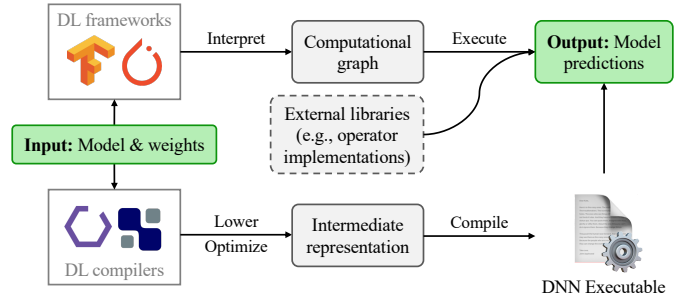 DL frameworks
Interpret
Computational
graph
Execute
Output: Model
predictions
External libraries
(e.g., operator
implementations)
Input: Model & weights
DL compilers
Lower
Optimize
Intermediate
representation
Compile
DNN Executable